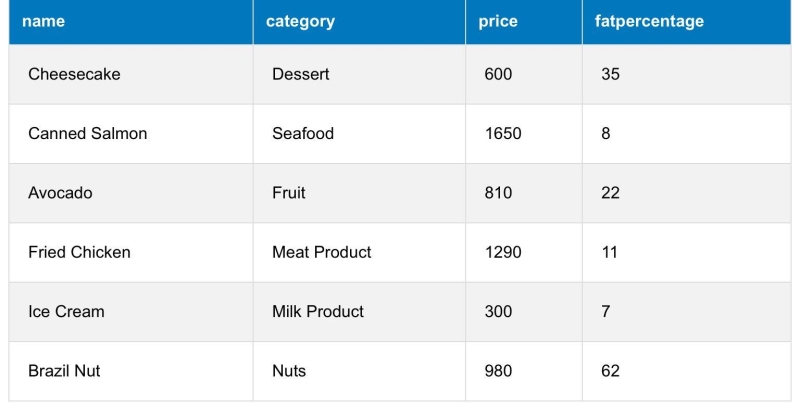 name category price fatpercentage
Cheesecake Dessert 600 35
Canned Salmon Seafood 1650 8
Avocado Fruit 810 22
Fried Chicken Meat Product 1290 11
Ice Cream Milk Product 300 7
Brazil Nut Nuts 980 62